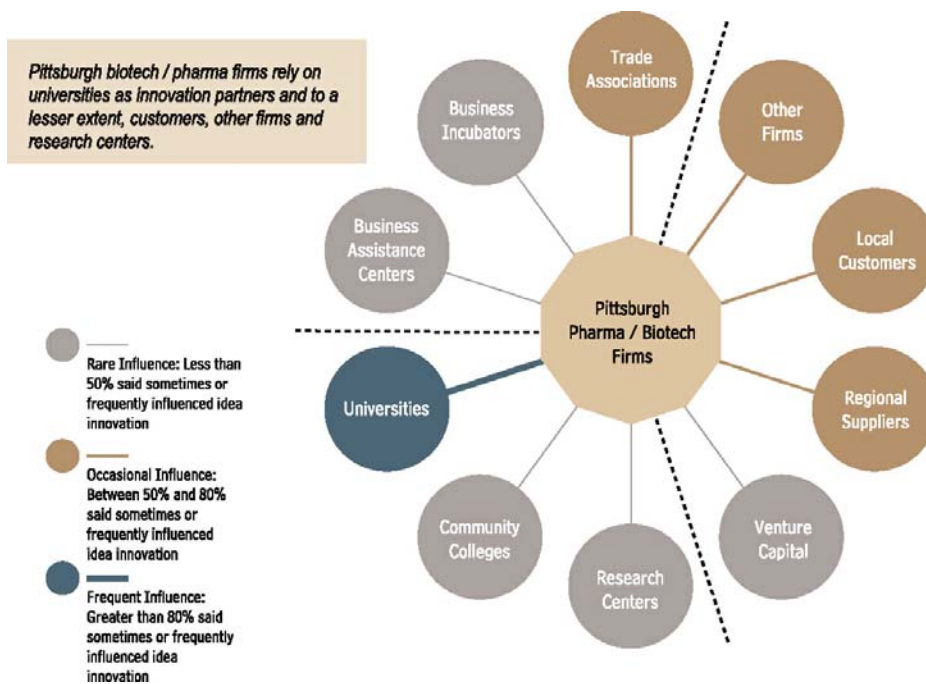 Pittsburgh biotech / pharma firms rely on
universities as innovation partners and to a
lesser extent, customers, other firms and
research centers.
Trade
Associations
Other
Firms
Business
Incubators
Local
Customers
Business
Assistance
Centers
Pittsburgh
Pharma / Biotech
Firms
Regional
Suppliers
Universities
Venture
Capital
Community
Colleges
Research
Centers
Rare Influence: Less than
50% said sometimes or
frequently influenced idea
innovation
Occasional Influence:
Between 50% and 80%
said sometimes or
frequently influenced
idea innovation
Frequent Influence:
Greater than 80% said
sometimes or frequently
influenced idea
innovation